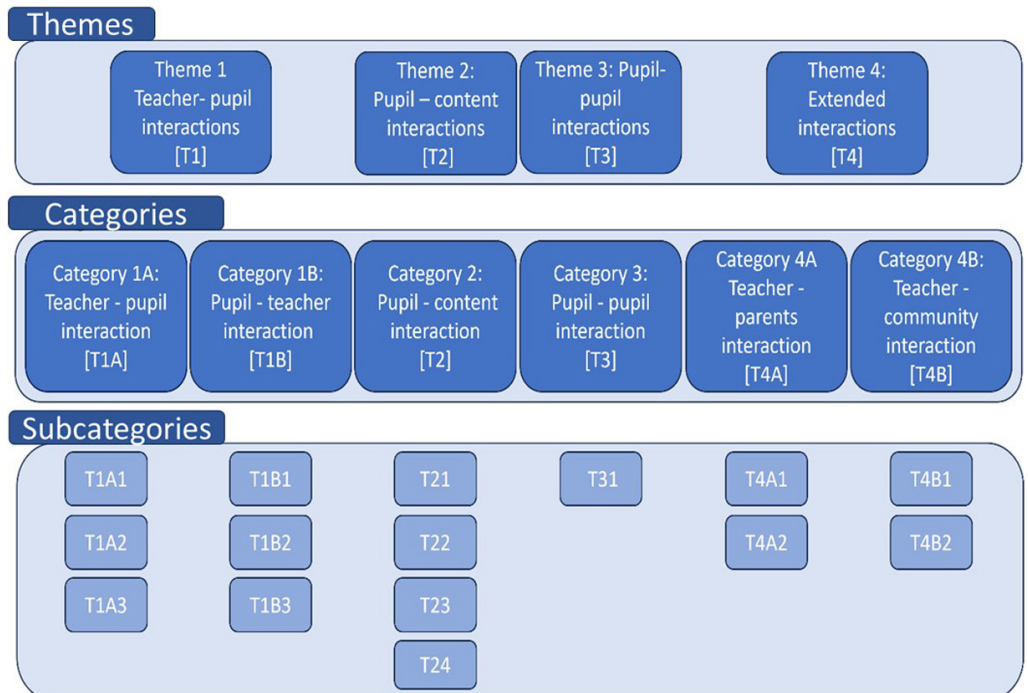 Themes
Theme 1
Teacher- pupil
interactions
[T1]
Theme 2:
Pupil – content
interactions
[T2]
Theme 3: Pupil-
pupil
interactions
[T3]
Theme 4:
Extended
interactions
[T4]
Categories
Category 1A:
Teacher - pupil
interaction
[T1A]
Category 1B:
Pupil - teacher
interaction
[T1B]
Category 2:
Pupil - content
interaction
[T2]
Category 3:
Pupil - pupil
interaction
[T3]
Category 4A
Teacher -
parents
interaction
[T4A]
Category 4B:
Teacher -
community
interaction
[T4B]
Subcategories
T1A1
T1B1
T21
T31
T4A1
T4B1
T1A2
T1B2
T22
T4A2
T4B2
T1A3
T1B3
T23
T24